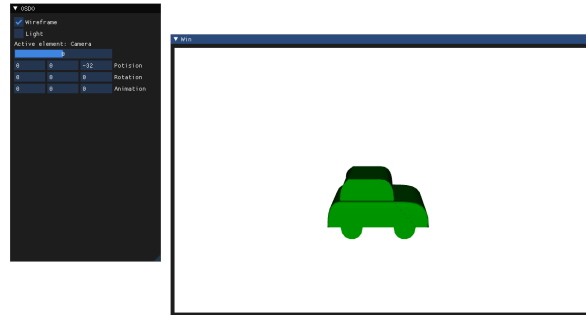 OSDO
Wireframe
Light
Active element: Camera
0
0 0 -32 Potision
0 0 0 Rotation
0 0 0 Animation
Win